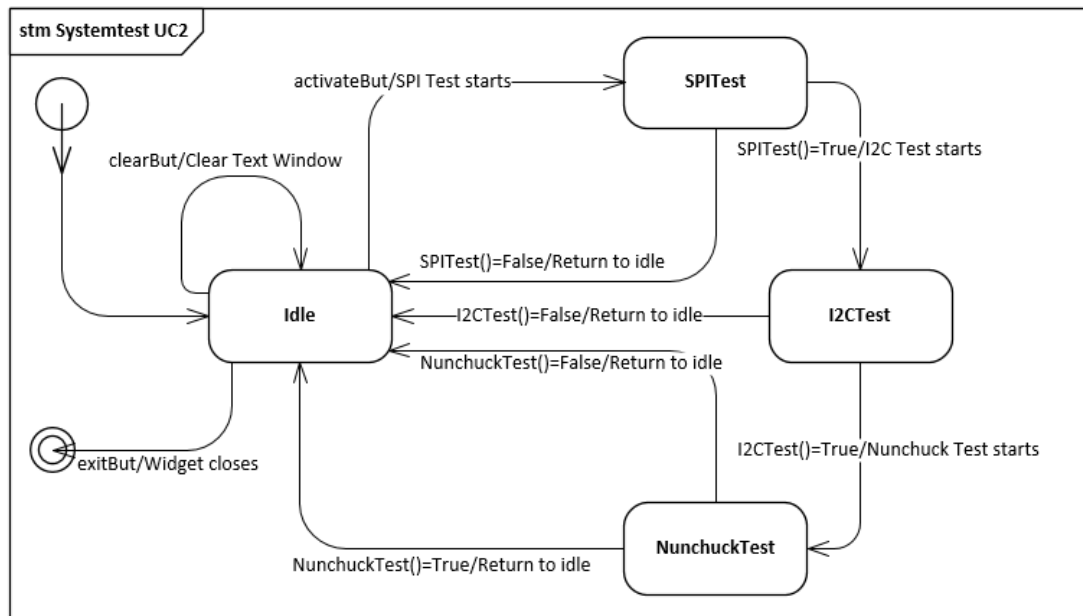 stm Systemtest UC2
activateBut/SPI Test starts
SPITest
clearBut/Clear Text Window
SPITest()=True/I2C Test starts
SPITest()=False/Return to idle
Idle
I2CTest()=False/Return to idle
I2CTest
NunchuckTest()=False/Return to idle
exitBut/Widget closes
I2CTest()=True/Nunchuck Test starts
NunchuckTest
NunchuckTest()=True/Return to idle